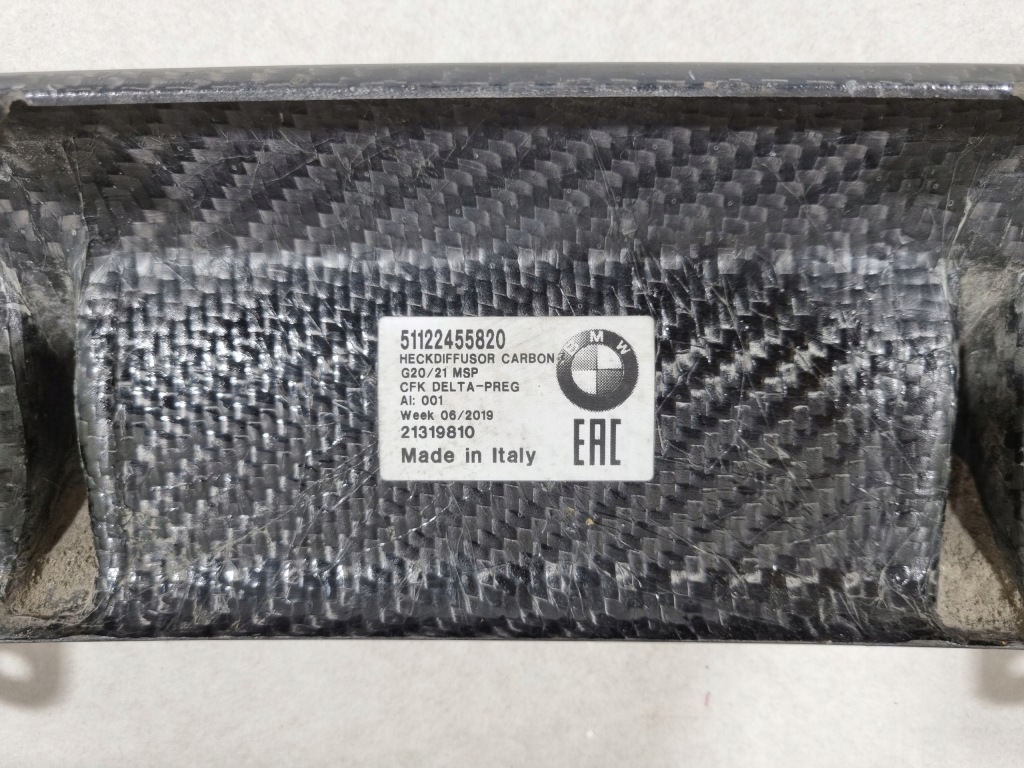 51122455820
HECKDIFFUSOR CARBON
G20/21 MSP
CFK DELTA-PREG
AI: 001
Week 06/2019
21319810
Made in Italy
BMW
EAC